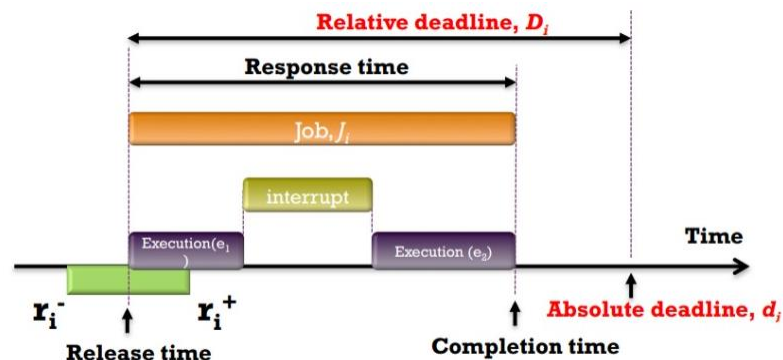 Relative deadline, Dᵢ
Response time
Job, Jᵢ
interrupt
Execution(e₁
)
Execution (e₂)
Time
rᵢ⁻
rᵢ⁺
Absolute deadline, dᵢ
Release time
Completion time